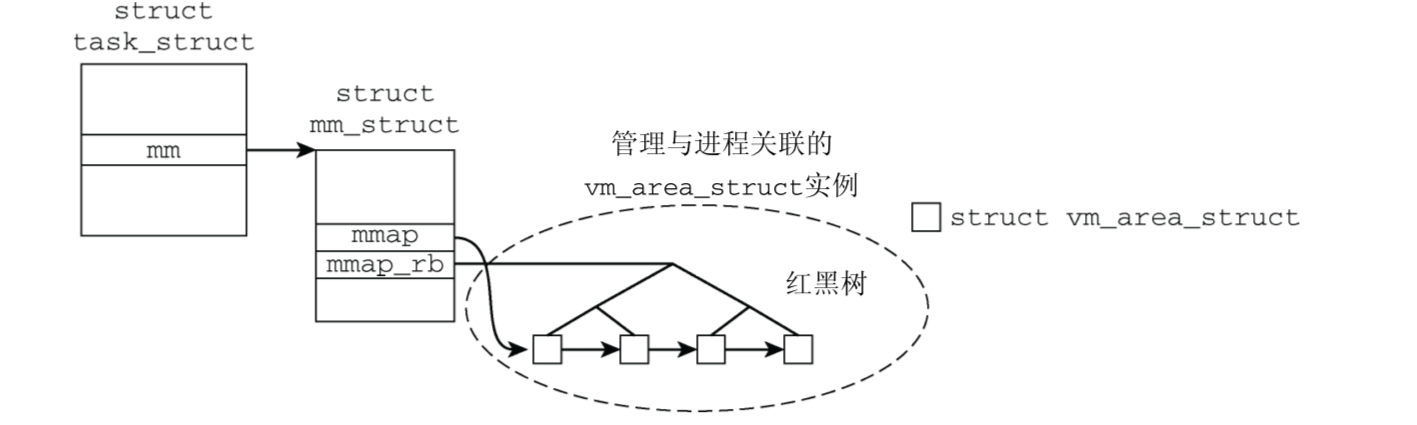 struct
task_struct
mm
struct
mm_struct
mmap
mmap_rb
管理与进程关联的
vm_area_struct实例
红黑树
struct vm_area_struct